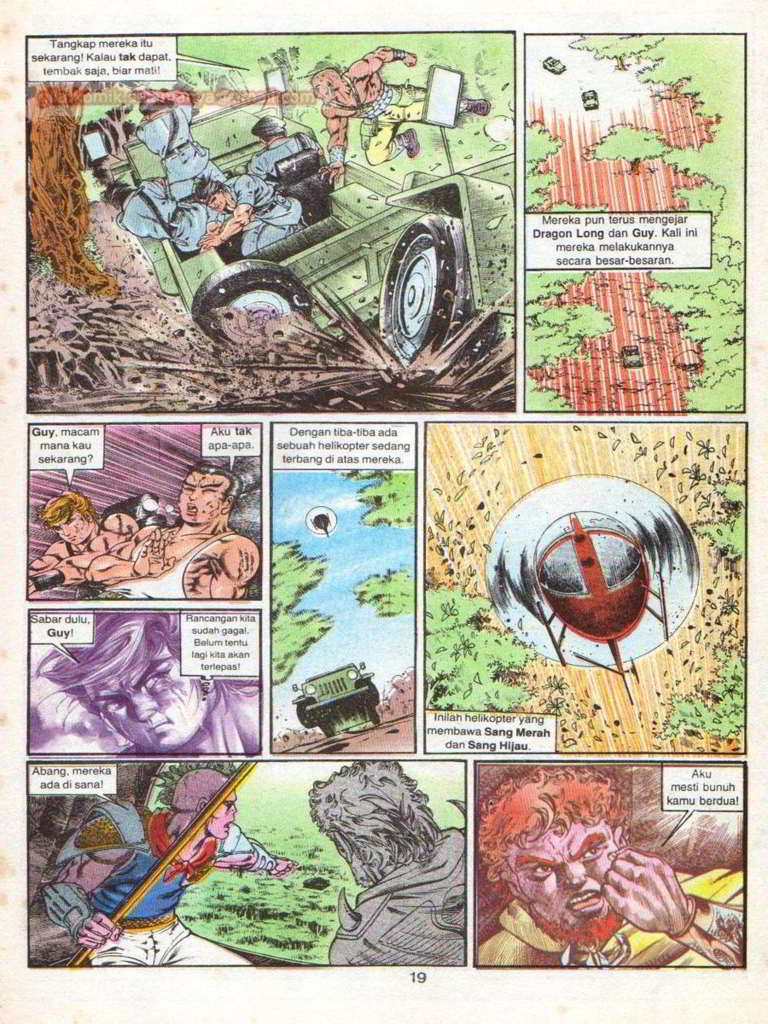 Tangkap mereka itu
sekarang! Kalau tak dapat,
tembak saja, biar mati!
Mereka pun terus mengejar
Dragon Long dan Guy. Kali ini
mereka melakukannya
secara besar-besaran.
Guy, macam
mana kau
sekarang?
Aku tak
apa-apa.
Sabar dulu,
Guy!
Rancangan kita
sudah gagal.
Belum tentu
lagi kita akan
terlepas!
Dengan tiba-tiba ada
sebuah helikopter sedang
terbang di atas mereka.
Inilah helikopter yang
membawa Sang Merah
dan Sang Hijau.
Abang, mereka
ada di sana!
Aku
mesti bunuh
kamu berdua!
19